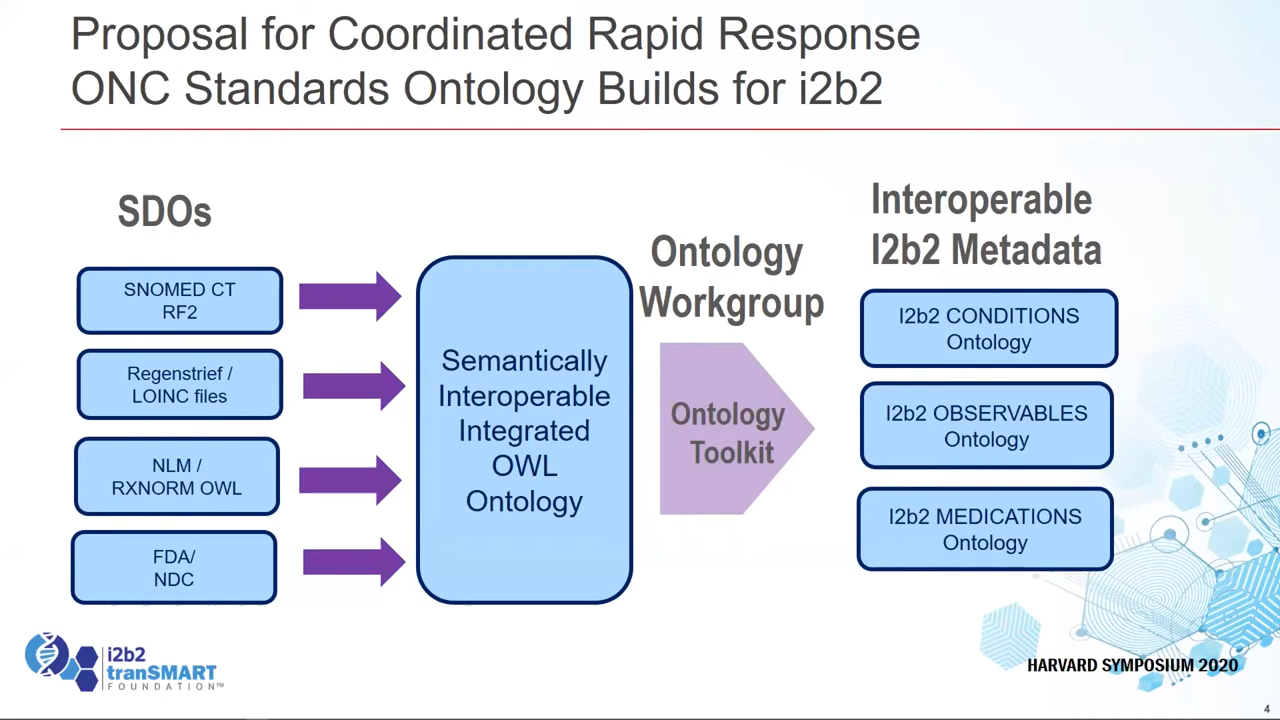 Proposal for Coordinated Rapid Response
ONC Standards Ontology Builds for i2b2
SDOs
SNOMED CT
RF2
Regenstrief /
LOINC files
NLM /
RXNORM OWL
FDA/
NDC
Semantically
Interoperable
Integrated
OWL
Ontology
Ontology
Workgroup
Ontology
Toolkit
Interoperable
I2b2 Metadata
I2b2 CONDITIONS
Ontology
I2b2 OBSERVABLES
Ontology
I2b2 MEDICATIONS
Ontology
i2b2
tranSMART
FOUNDATION™
HARVARD SYMPOSIUM 2020
4